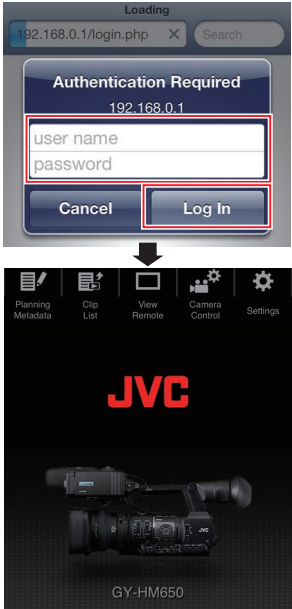 Loading
192.168.0.1/login.php
Search
Authentication Required
192.168.0.1
user name
password
Cancel
Log In
Planning
Metadata
Clip
List
View
Remote
Camera
Control
Settings
JVC
JVC
GY-HM650